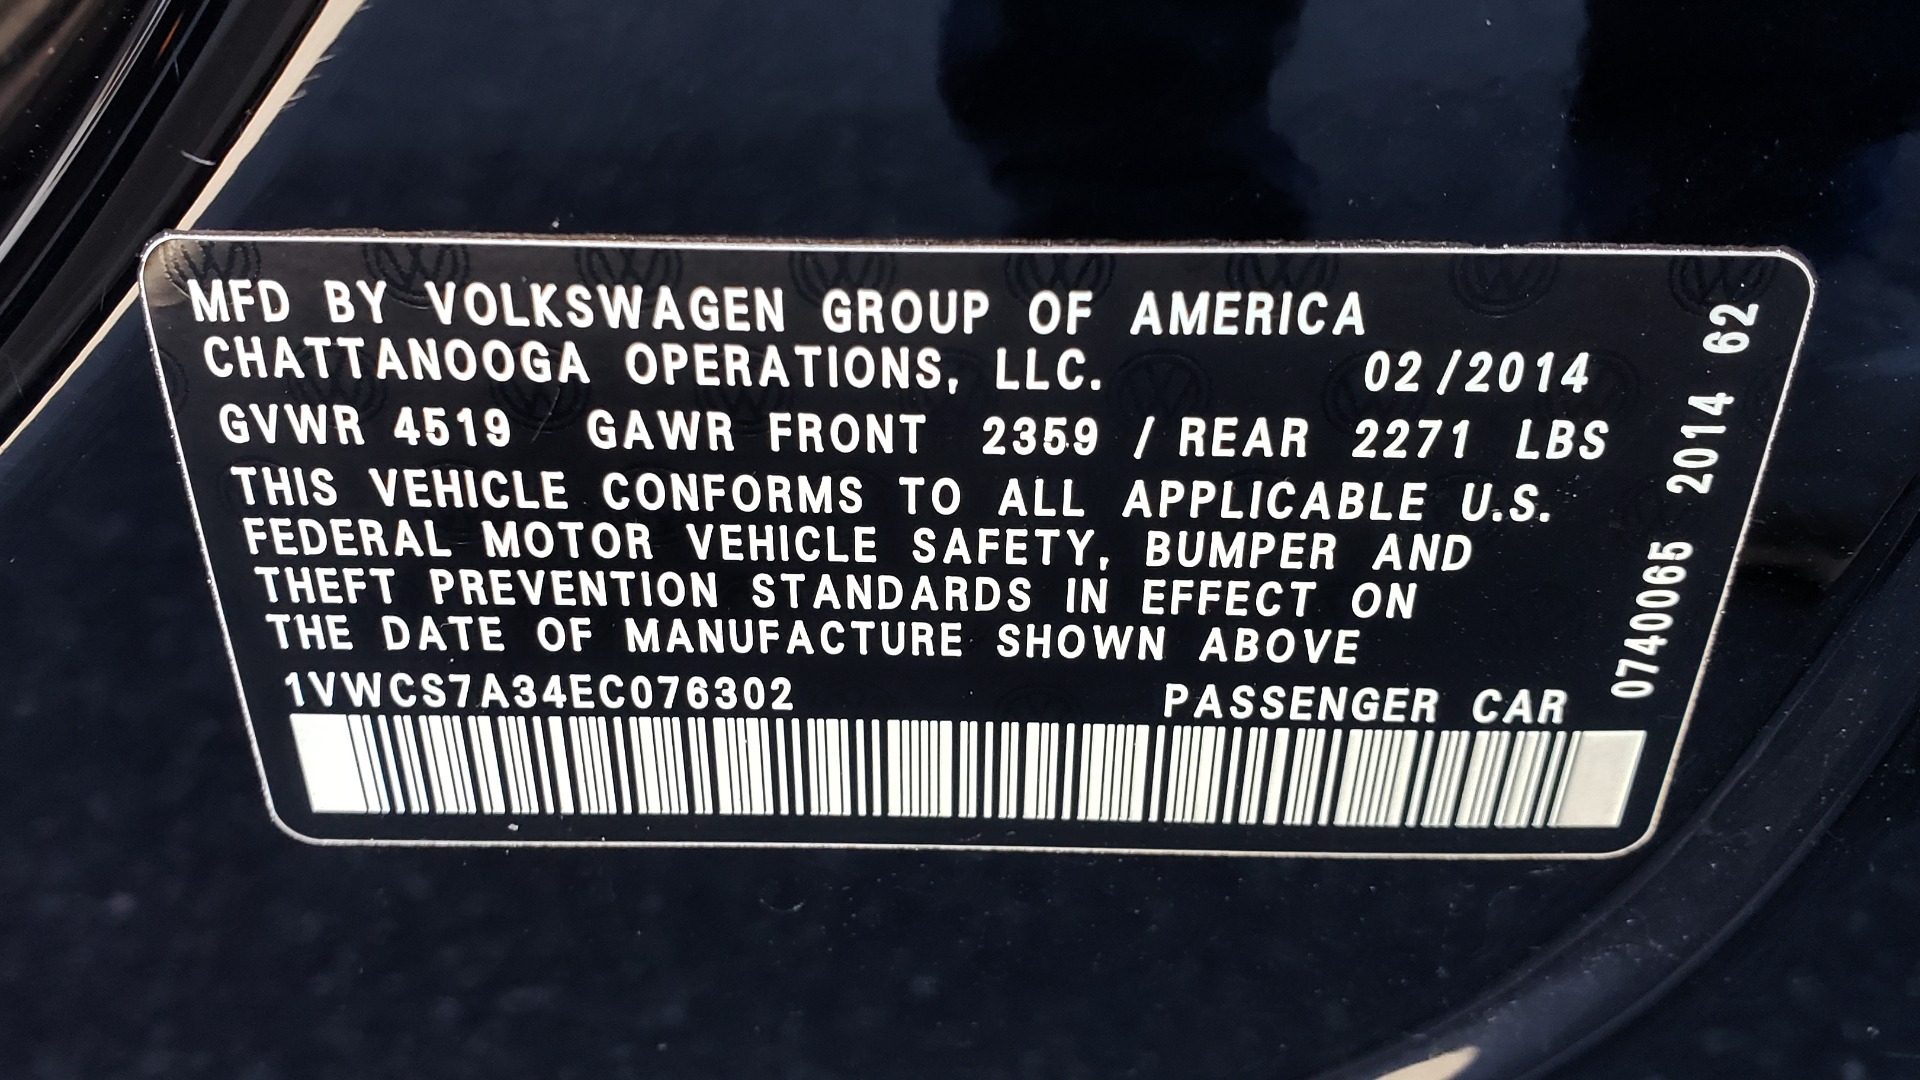 MFD BY VOLKSWAGEN GROUP OF AMERICA
CHATTANOOGA OPERATIONS, LLC. 02/2014
GVWR 4519 GAWR FRONT 2359 / REAR 2271 LBS
THIS VEHICLE CONFORMS TO ALL APPLICABLE U.S.
FEDERAL MOTOR VEHICLE SAFETY, BUMPER AND
THEFT PREVENTION STANDARDS IN EFFECT ON
THE DATE OF MANUFACTURE SHOWN ABOVE
1VWCS7A34EC076302 PASSENGER CAR
0740065 2014 62